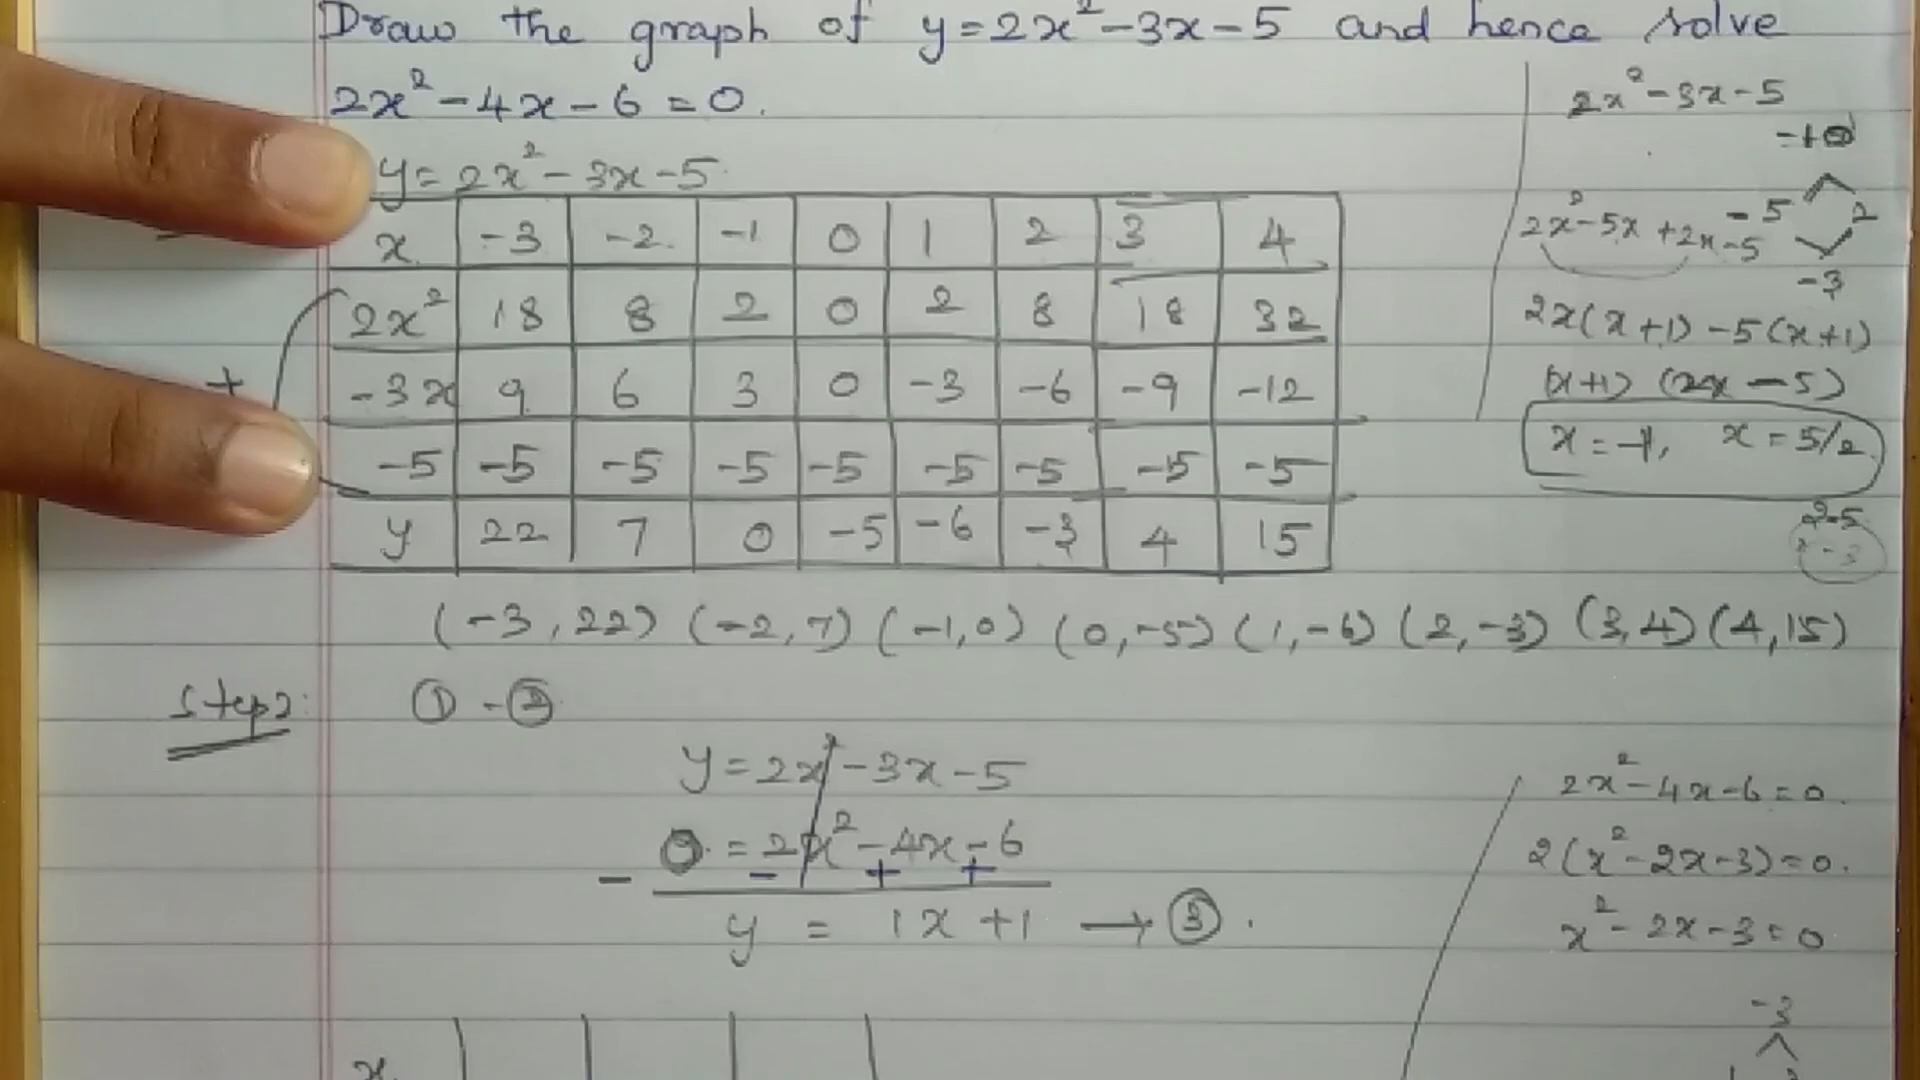 Draw the graph of y=2x²-3x-5 and hence solve
2x²-4x-6=0.
y=2x²-3x-5
x -3 -2 -1 0 1 2 3 4
2x² 18 8 2 0 2 8 18 32
+
-3x 9 6 3 0 -3 -6 -9 -12
-5 -5 -5 -5 -5 -5 -5 -5 -5
y 22 7 0 -5 -6 -3 4 15
(-3,22) (-2,7) (-1,0) (0,-5) (1,-6) (2,-3) (3,4) (4,15)
2x²-3x-5
-10
-5 2
-3
2x²-5x+2x-5
2x(x+1)-5(x+1)
(x+1) (2x-5)
x=-1, x=5/2
Step2: ① - ②
y=2x²-3x-5
0=2x²-4x-6
- - + +
y = 1x+1 → ③.
2x²-4x-6=0.
2(x²-2x-3)=0.
x²-2x-3=0
-3
x